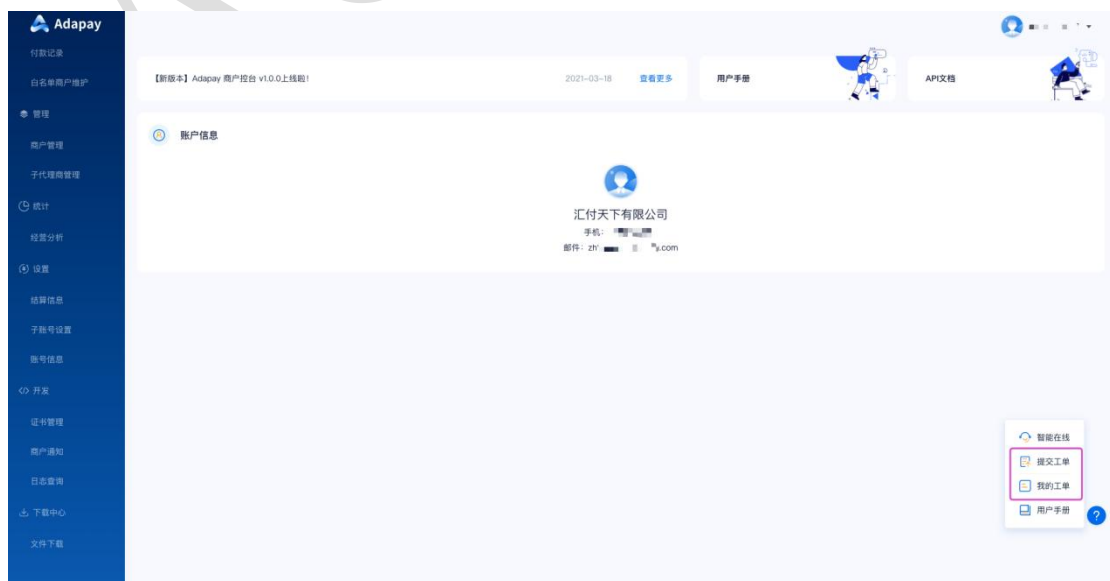 Adapay
付款记录
白名单商户维护
管理
商户管理
子代理商管理
统计
经营分析
设置
结算信息
子账号设置
账号信息
开发
证书管理
商户通知
日志查询
下载中心
文件下载
【新版本】Adapay 商户控台 v1.0.0上线啦！ 2021-03-18 查看更多
用户手册
API文档
账户信息
汇付天下有限公司
手机：
邮件：zh .com
智能在线
提交工单
我的工单
用户手册
?